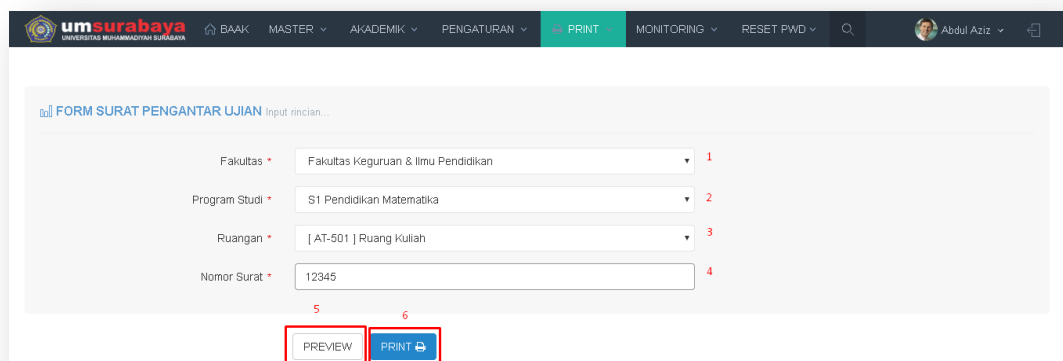 umsurabaya
UNIVERSITAS MUHAMMADIYAH SURABAYA
BAAK MASTER AKADEMIK PENGATURAN PRINT MONITORING RESET PWD Abdul Aziz
FORM SURAT PENGANTAR UJIAN Input rincian...
Fakultas * Fakultas Keguruan & Ilmu Pendidikan 1
Program Studi * S1 Pendidikan Matematika 2
Ruangan * [ AT-501 ] Ruang Kuliah 3
Nomor Surat * 12345 4
5 6
PREVIEW PRINT